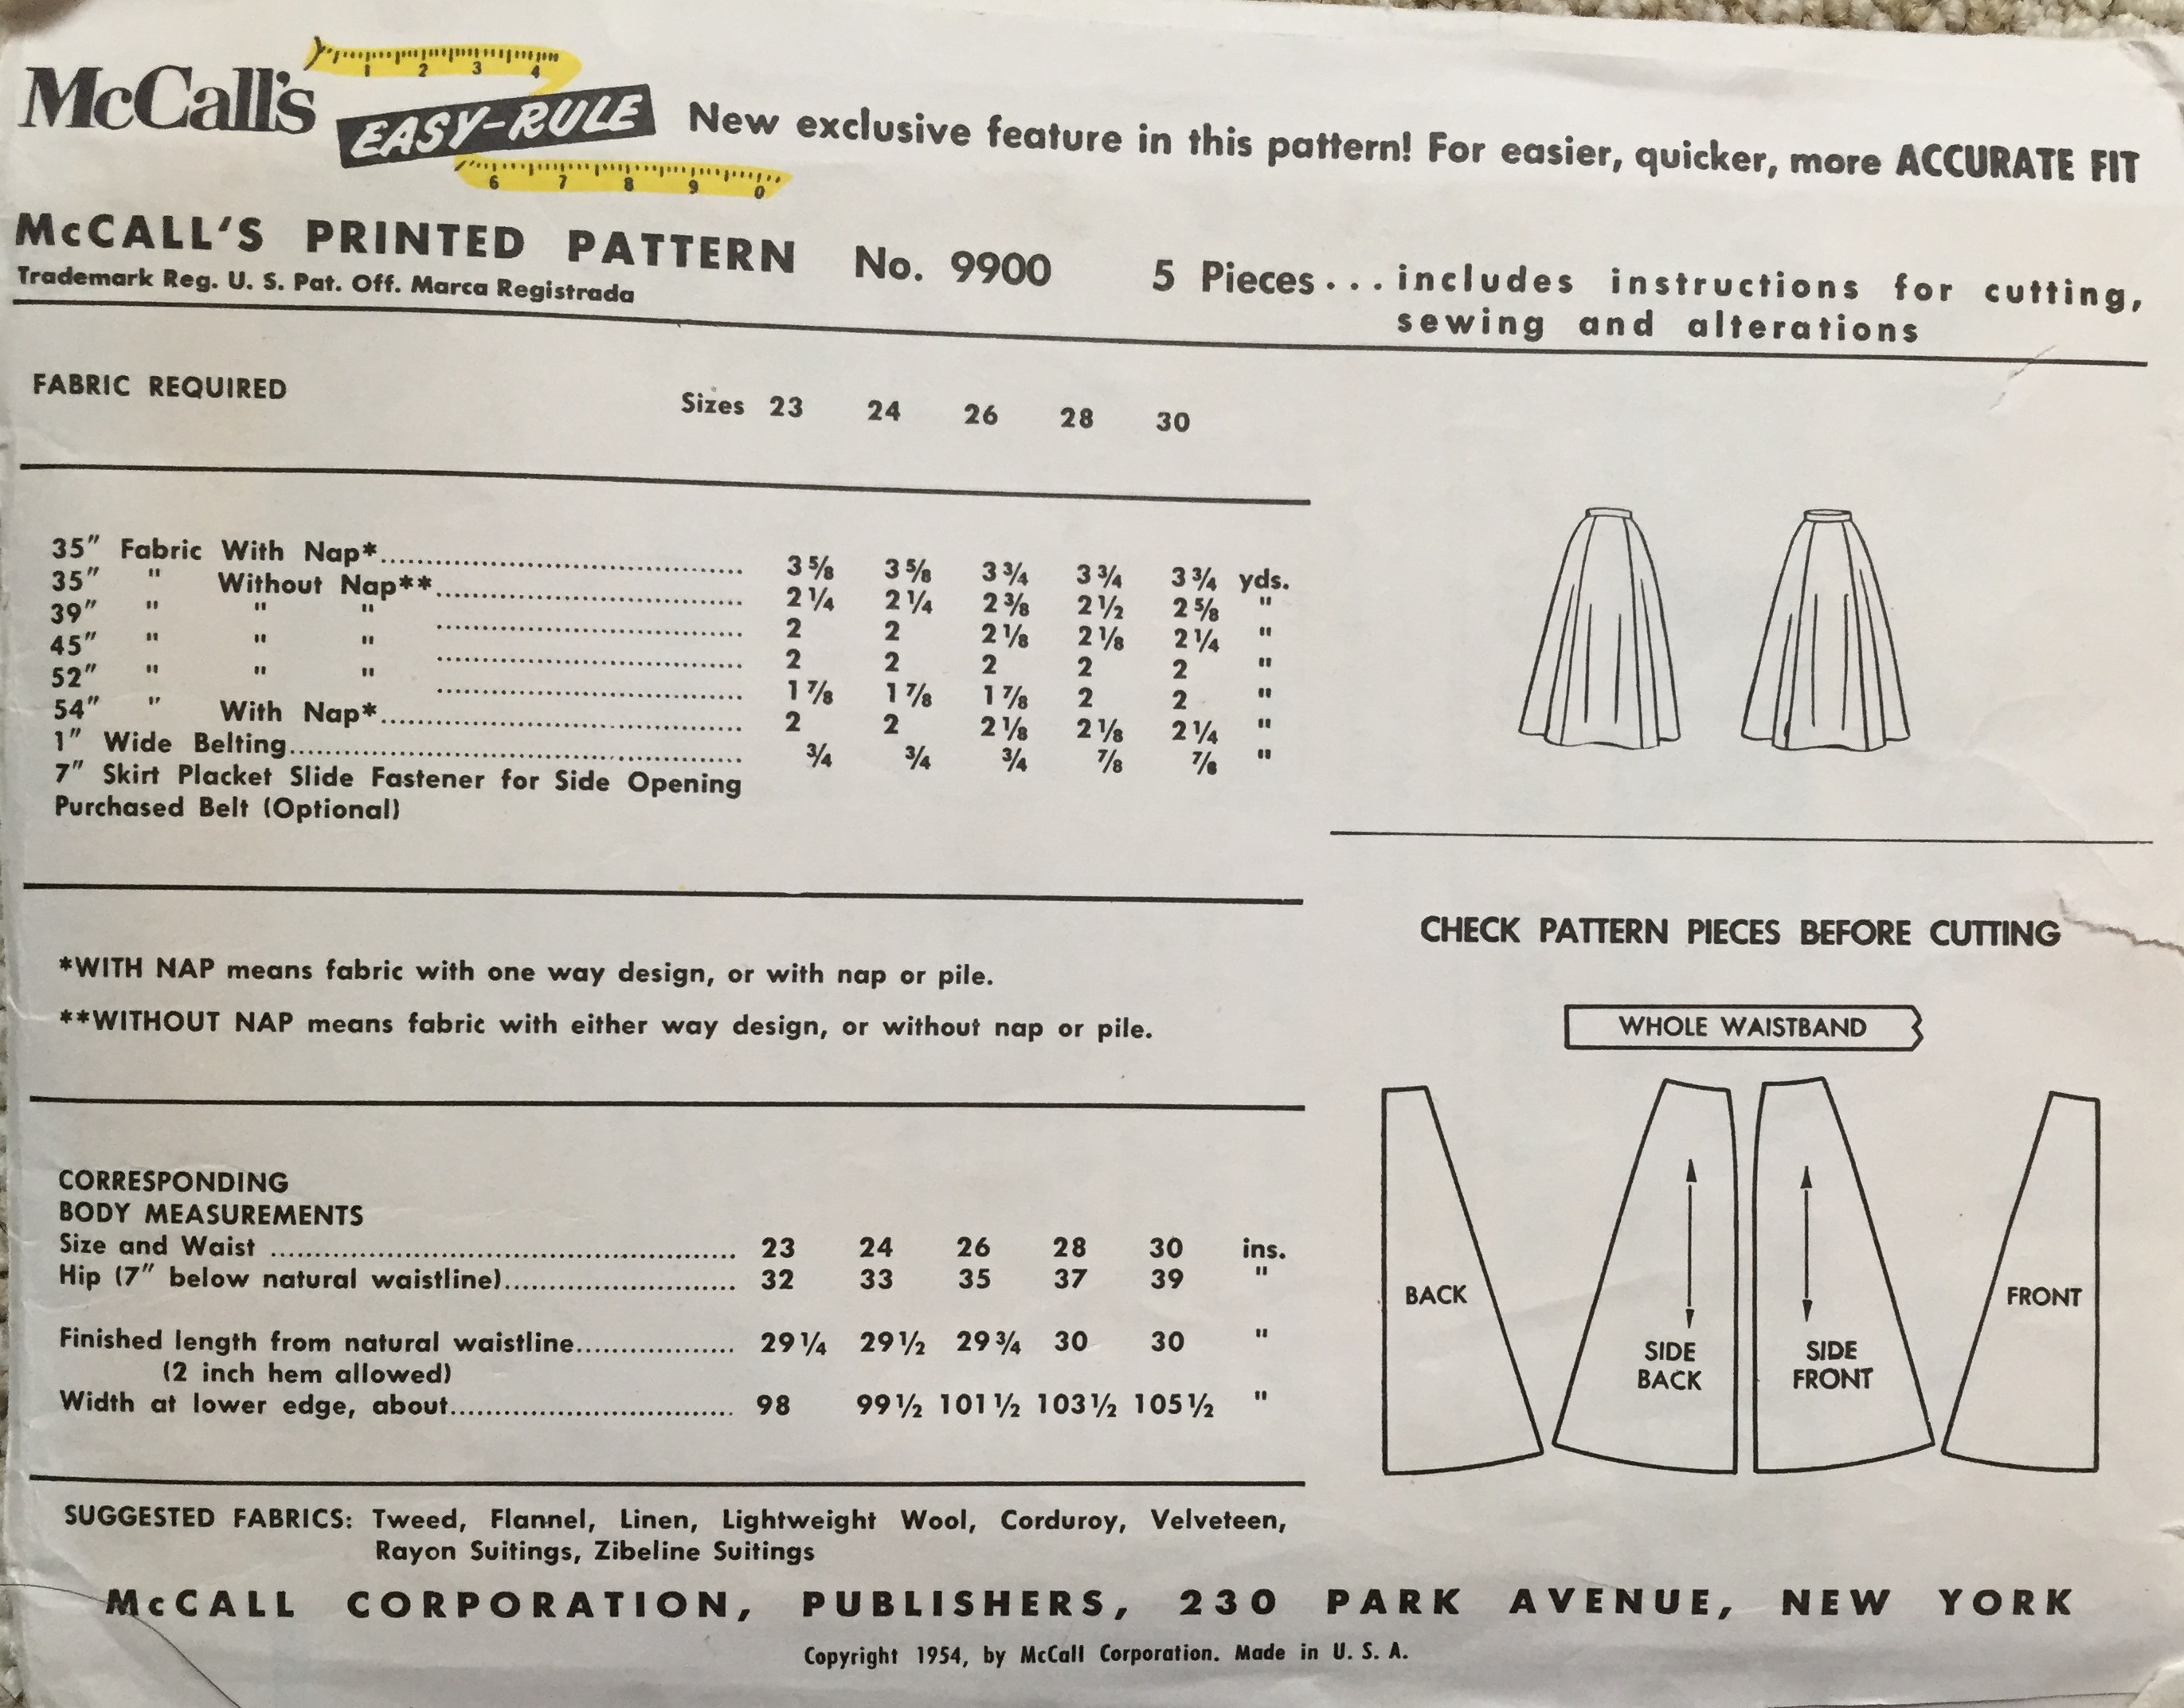 McCall's
1 2 3 4
EASY-RULE
6 7 8 9 0
New exclusive feature in this pattern! For easier, quicker, more ACCURATE FIT
McCALL'S PRINTED PATTERN No. 9900 5 Pieces...includes instructions for cutting,
sewing and alterations
Trademark Reg. U. S. Pat. Off. Marca Registrada
FABRIC REQUIRED Sizes 23 24 26 28 30
35" Fabric With Nap*........ 3 5/8 3 5/8 3 3/4 3 3/4 3 3/4 yds.
35" " Without Nap**........ 2 1/4 2 1/4 2 3/8 2 1/2 2 5/8 "
39" " " " ........ 2 2 2 1/8 2 1/8 2 1/4 "
45" " " " ........ 2 2 2 2 2 "
52" " " " ........ 1 7/8 1 7/8 1 7/8 2 2 "
54" " With Nap*........ 2 2 2 1/8 2 1/8 2 1/4 "
1" Wide Belting........ 3/4 3/4 3/4 7/8 7/8 "
7" Skirt Placket Slide Fastener for Side Opening
Purchased Belt (Optional)
*WITH NAP means fabric with one way design, or with nap or pile.
**WITHOUT NAP means fabric with either way design, or without nap or pile.
CORRESPONDING
BODY MEASUREMENTS
Size and Waist ........ 23 24 26 28 30 ins.
Hip (7" below natural waistline)........ 32 33 35 37 39 "
Finished length from natural waistline........ 29 1/4 29 1/2 29 3/4 30 30 "
(2 inch hem allowed)
Width at lower edge, about........ 98 99 1/2 101 1/2 103 1/2 105 1/2 "
SUGGESTED FABRICS: Tweed, Flannel, Linen, Lightweight Wool, Corduroy, Velveteen,
Rayon Suitings, Zibeline Suitings
CHECK PATTERN PIECES BEFORE CUTTING
WHOLE WAISTBAND
BACK
SIDE
BACK
SIDE
FRONT
FRONT
McCALL CORPORATION, PUBLISHERS, 230 PARK AVENUE, NEW YORK
Copyright 1954, by McCall Corporation. Made in U. S. A.